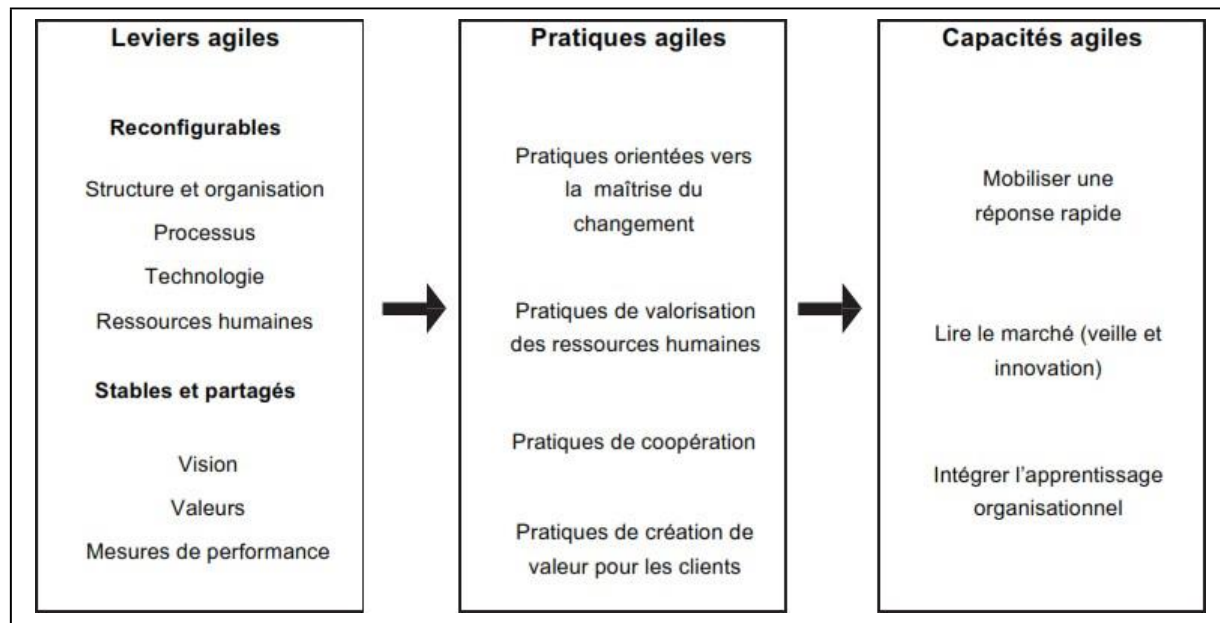 Leviers agiles
Reconfigurables
Structure et organisation
Processus
Technologie
Ressources humaines
Stables et partagés
Vision
Valeurs
Mesures de performance
Pratiques agiles
Pratiques orientées vers
la maîtrise du
changement
Pratiques de valorisation
des ressources humaines
Pratiques de coopération
Pratiques de création de
valeur pour les clients
Capacités agiles
Mobiliser une
réponse rapide
Lire le marché (veille et
innovation)
Intégrer l'apprentissage
organisationnel